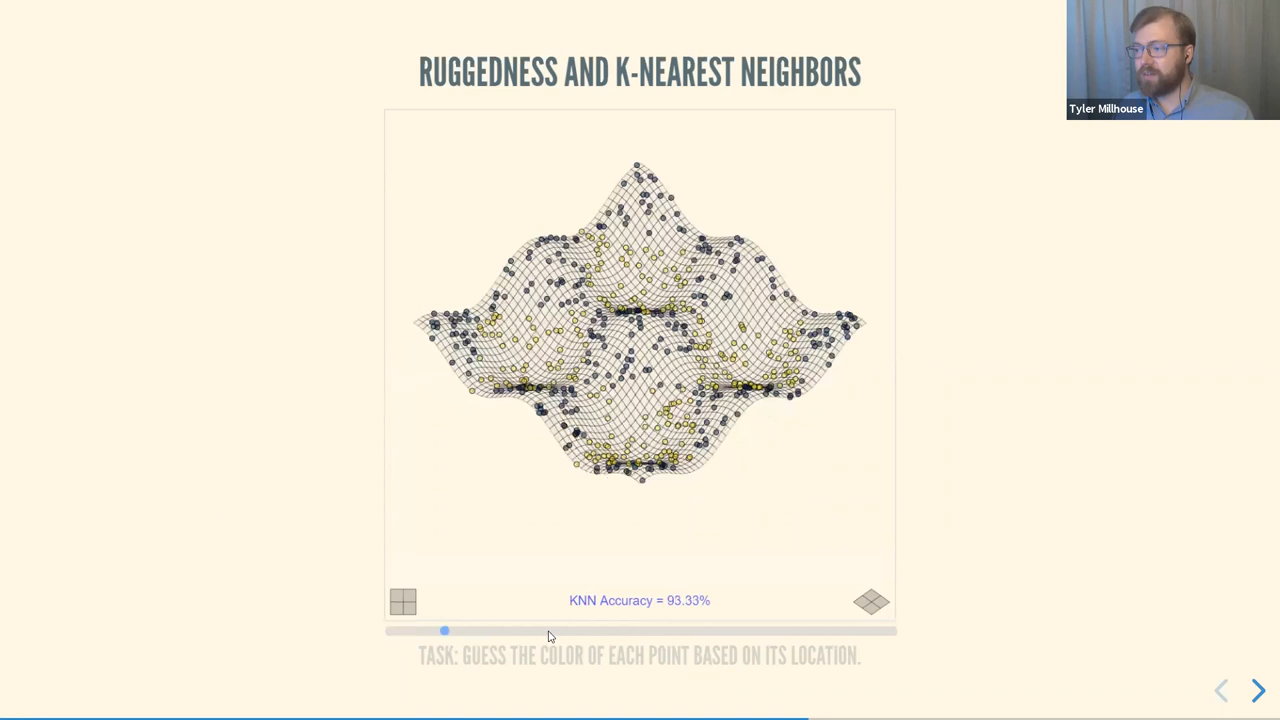 RUGGEDNESS AND K-NEAREST NEIGHBORS
Tyler Millhouse
KNN Accuracy = 93.33%
TASK: GUESS THE COLOR OF EACH POINT BASED ON ITS LOCATION.